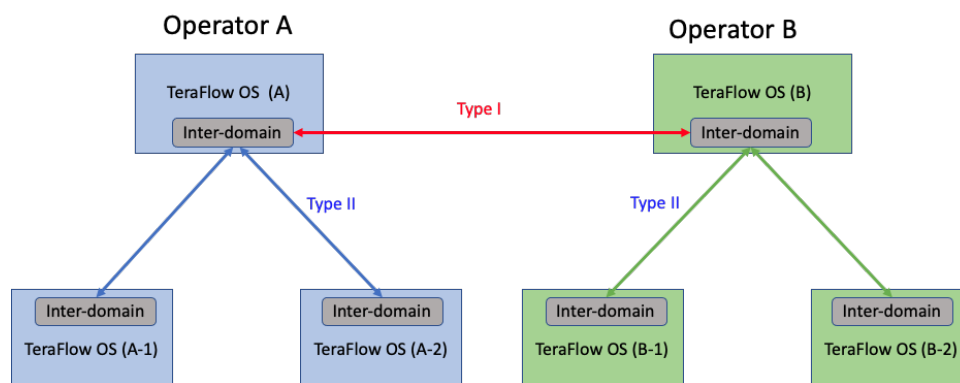 Operator A
Operator B
TeraFlow OS (A)
TeraFlow OS (B)
Type I
Inter-domain
Inter-domain
Type II
Type II
Inter-domain
Inter-domain
Inter-domain
Inter-domain
TeraFlow OS (A-1)
TeraFlow OS (A-2)
TeraFlow OS (B-1)
TeraFlow OS (B-2)